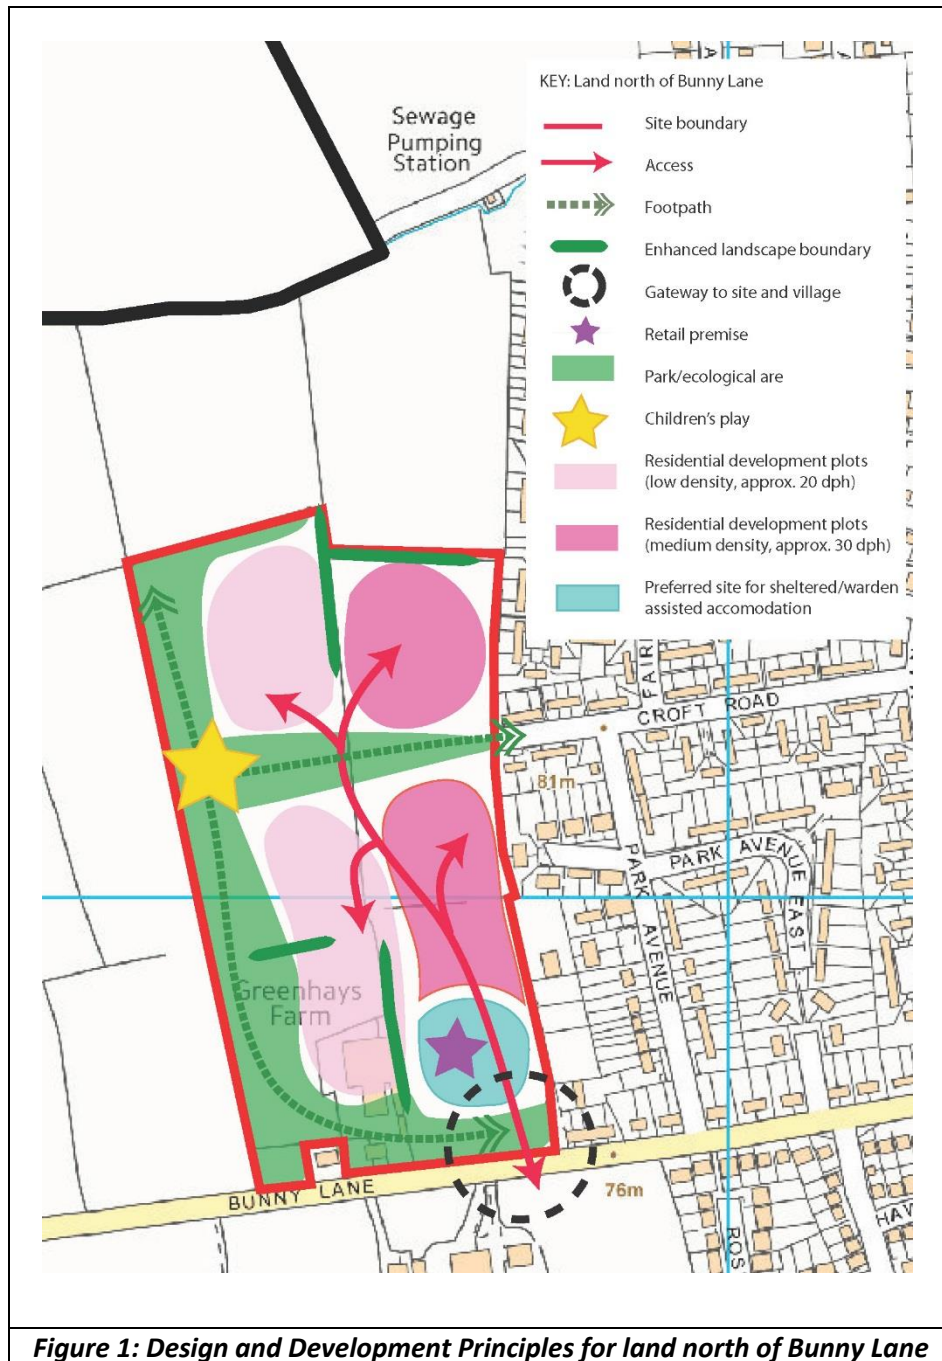 Sewage
Pumping
Station
KEY: Land north of Bunny Lane
Site boundary
Access
Footpath
Enhanced landscape boundary
Gateway to site and village
Retail premise
Park/ecological are
Children's play
Residential development plots
(low density, approx. 20 dph)
Residential development plots
(medium density, approx. 30 dph)
Preferred site for sheltered/warden
assisted accomodation
CROFT ROAD
81m
PARK AVENUE EAST
PARK AVENUE
Greenhays
Farm
BUNNY LANE
76m
Figure 1: Design and Development Principles for land north of Bunny Lane